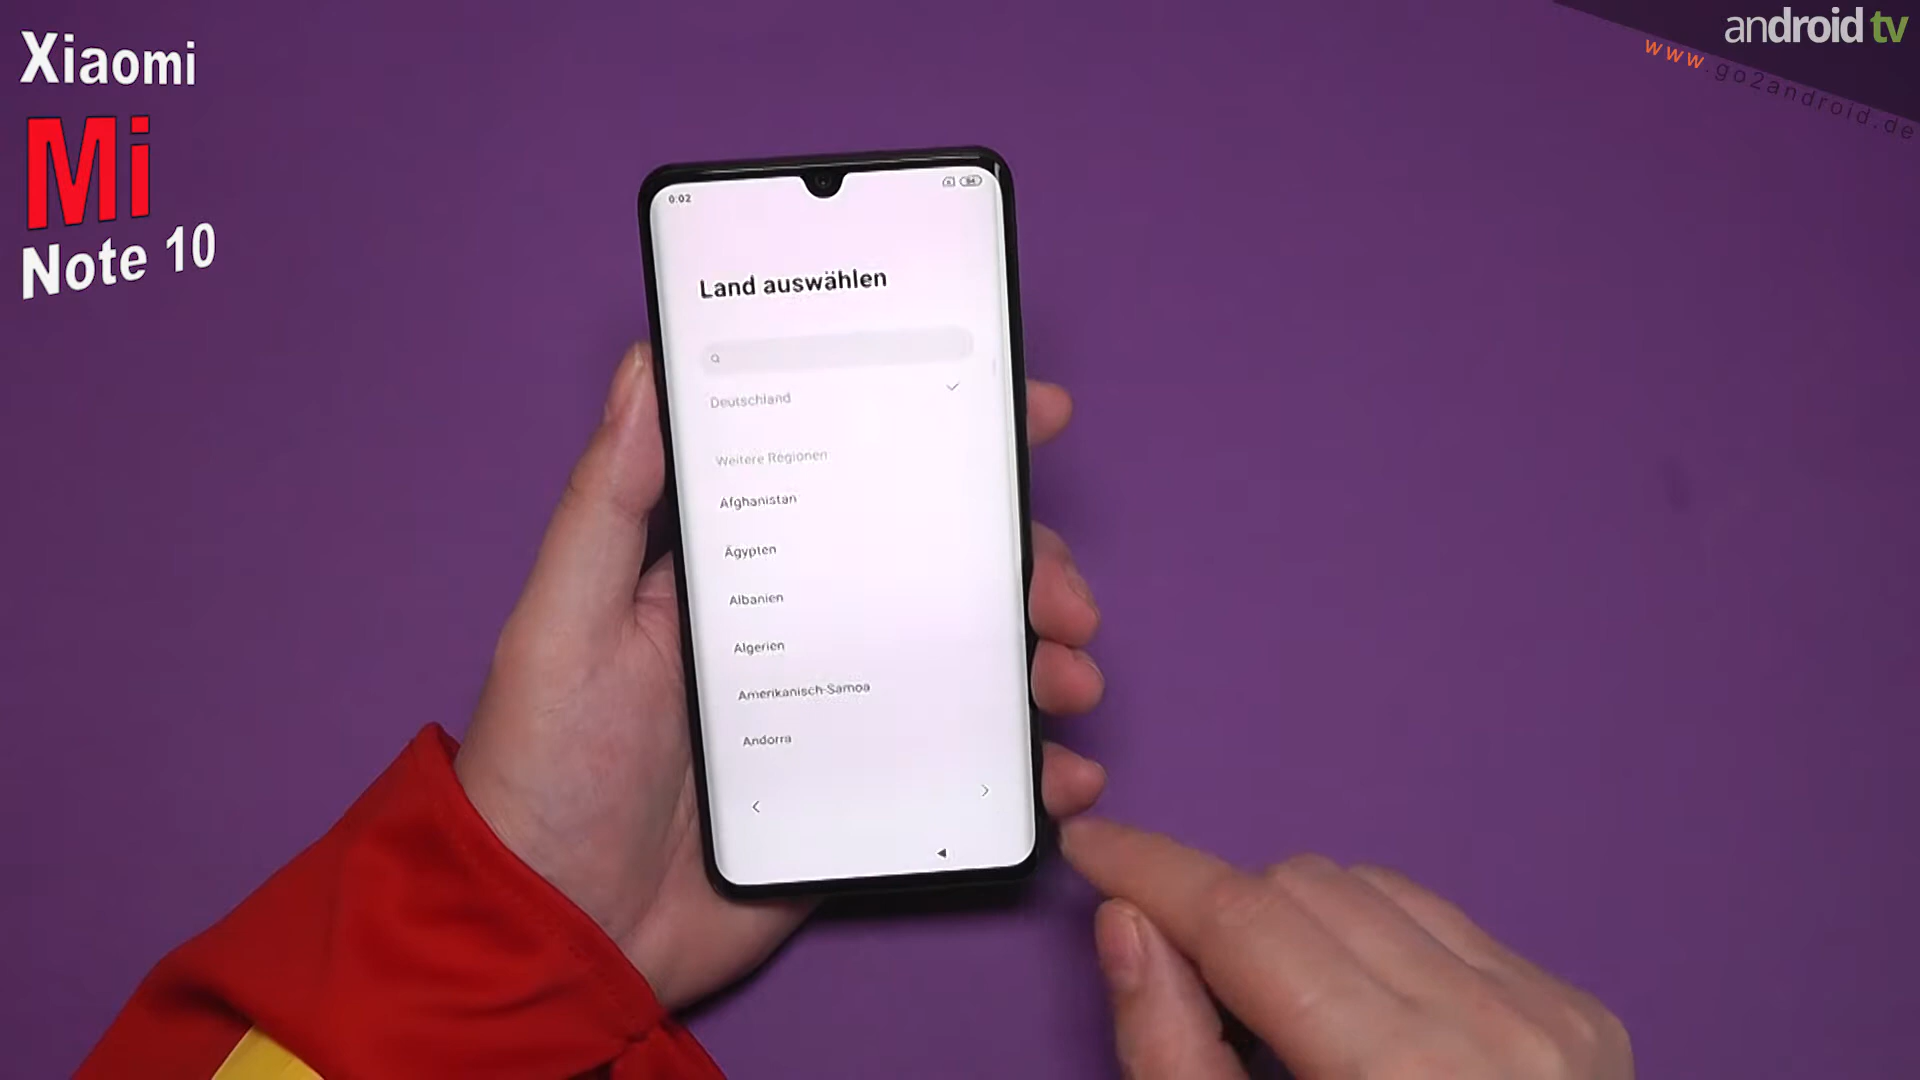 Xiaomi
Mi
Note 10
android tv
www.go2android.de
0:02
94
Land auswählen
Deutschland
Weitere Regionen
Afghanistan
Ägypten
Albanien
Algerien
Amerikanisch-Samoa
Andorra